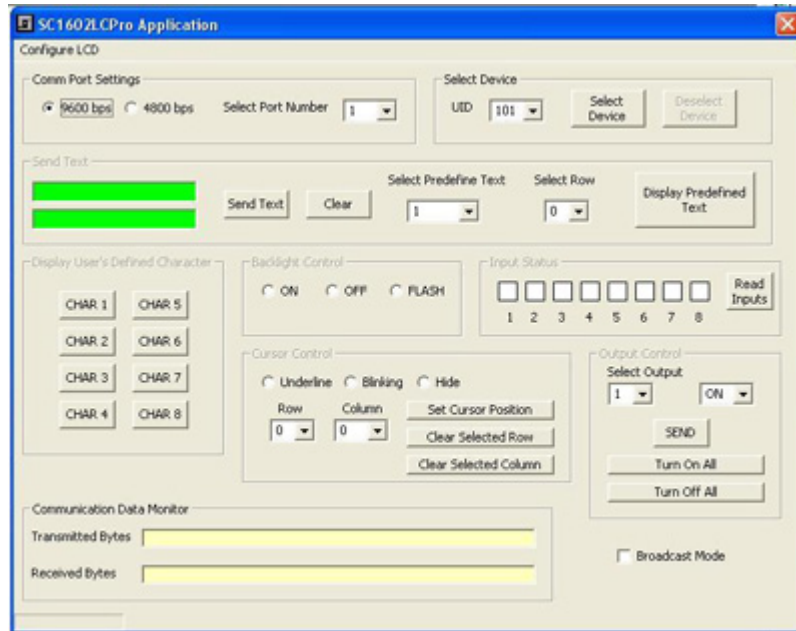 SC1602LCPro Application
Configure LCD
Comm Port Settings
9600 bps 4800 bps Select Port Number 1
Select Device
UID 101 Select Device Deselect Device
Send Text
Send Text Clear
Select Predefine Text
1
Select Row
0
Display Predefined Text
Display User's Defined Character
CHAR 1 CHAR 5
CHAR 2 CHAR 6
CHAR 3 CHAR 7
CHAR 4 CHAR 8
Backlight Control
ON OFF FLASH
Input Status
1 2 3 4 5 6 7 8
Read Inputs
Cursor Control
Underline Blinking Hide
Row Column
0 0
Set Cursor Position
Clear Selected Row
Clear Selected Column
Output Control
Select Output
1 ON
SEND
Turn On All
Turn Off All
Communication Data Monitor
Transmitted Bytes
Received Bytes
Broadcast Mode